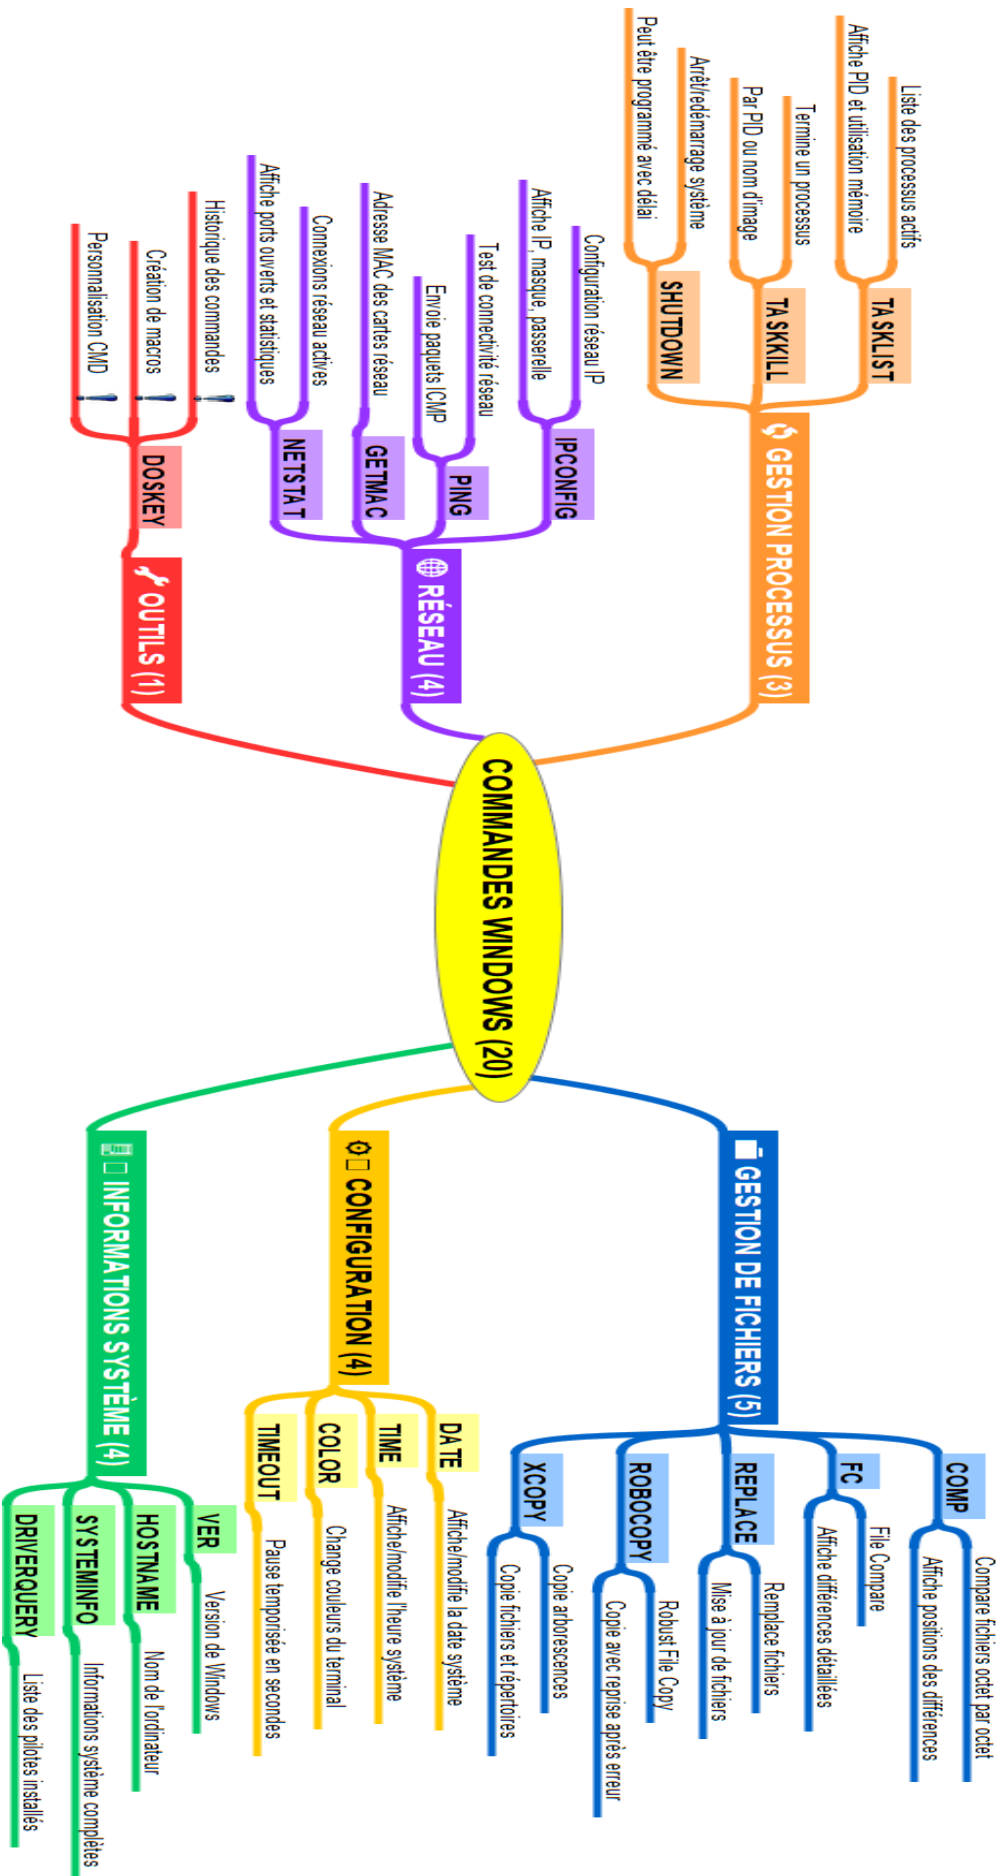 COMMANDES WINDOWS (20)
GESTION DE FICHIERS (5)
COMP
Compare fichiers octet par octet
Affiche positions des différences
FC
File Compare
Affiche différences détaillées
REPLACE
Remplace fichiers
Mise à jour de fichiers
ROBOCOPY
Robust File Copy
Copie avec reprise après erreur
XCOPY
Copie arborescences
Copie fichiers et répertoires
CONFIGURATION (4)
DATE
Affiche/modifie la date système
TIME
Affiche/modifie l'heure système
COLOR
Change couleurs du terminal
TIMEOUT
Pause temporisée en secondes
INFORMATIONS SYSTÈME (4)
VER
Version de Windows
HOSTNAME
Nom de l'ordinateur
SYSTEMINFO
Informations système complètes
DRIVERQUERY
Liste des pilotes installés
GESTION PROCESSUS (3)
TASKLIST
Liste des processus actifs
Affiche PID et utilisation mémoire
TASKKILL
Termine un processus
Par PID ou nom d'image
SHUTDOWN
Arrêt/redémarrage système
Peut être programmé avec délai
RÉSEAU (4)
IPCONFIG
Configuration réseau IP
Affiche IP, masque, passerelle
PING
Test de connectivité réseau
Envoie paquets ICMP
GETMAC
Adresse MAC des cartes réseau
NETSTAT
Connexions réseau actives
Affiche ports ouverts et statistiques
OUTILS (1)
DOSKEY
Historique des commandes
Création de macros
Personnalisation CMD